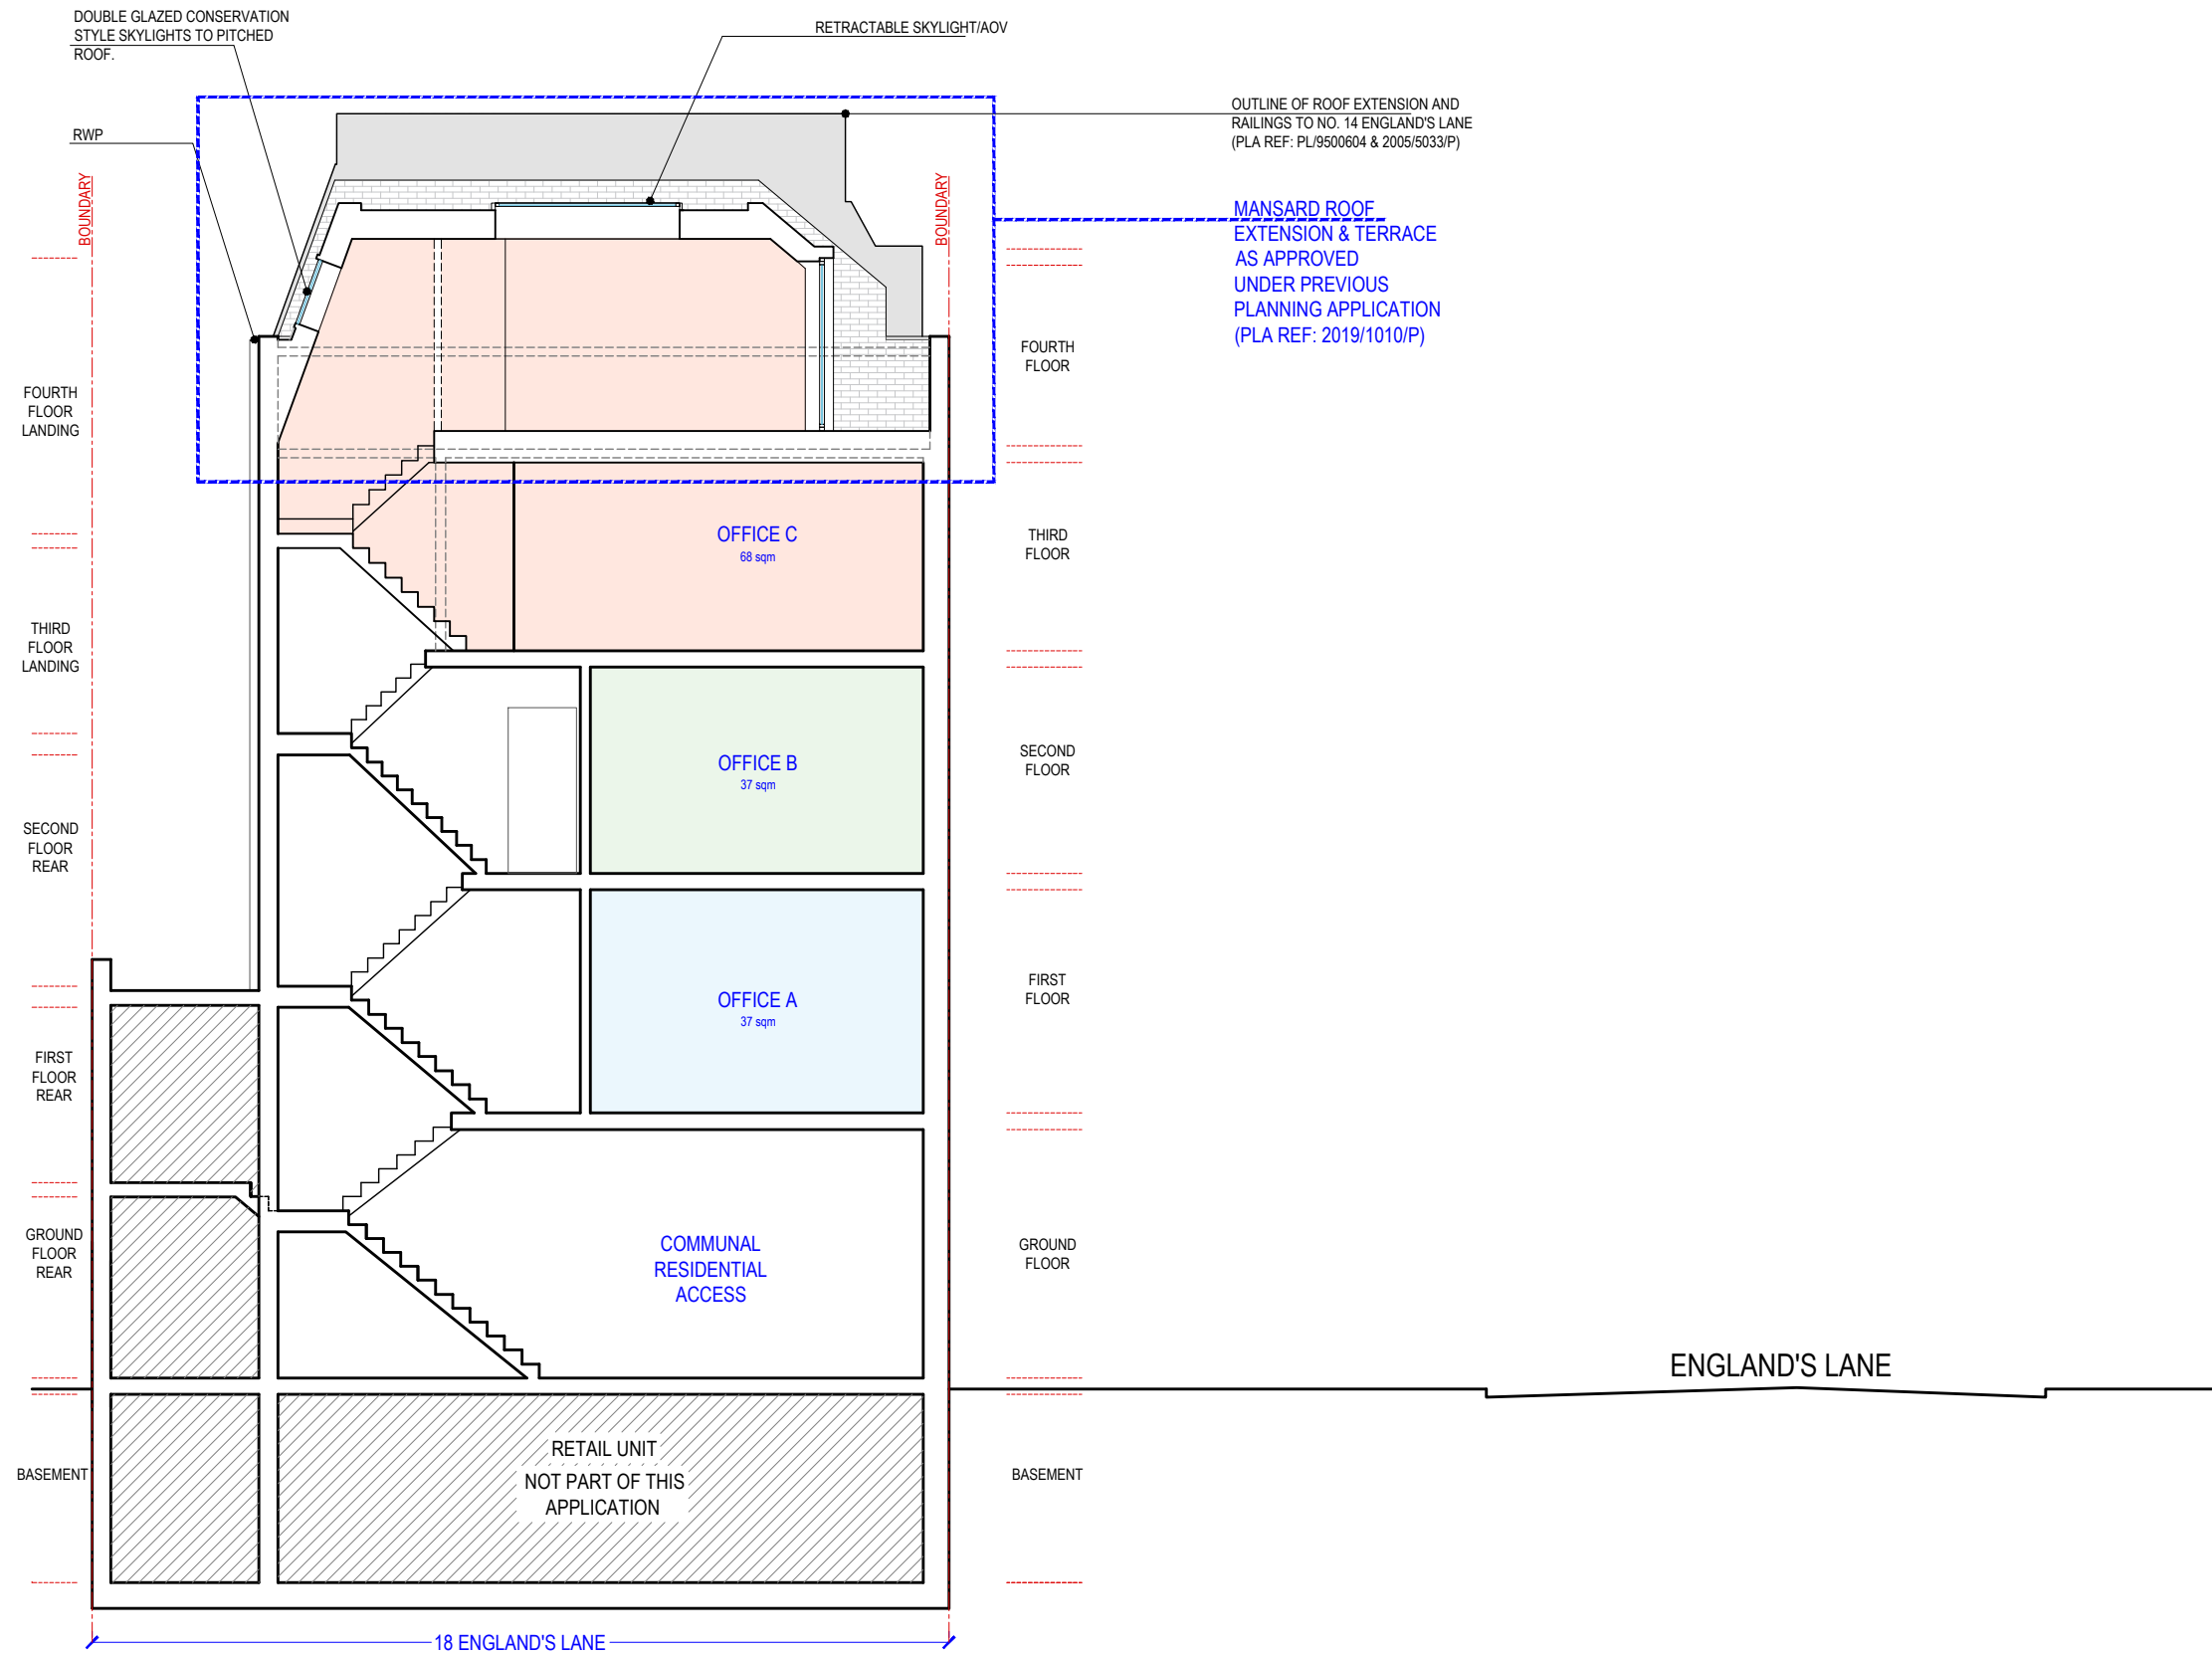 DOUBLE GLAZED CONSERVATION
STYLE SKYLIGHTS TO PITCHED
ROOF.
RETRACTABLE SKYLIGHT/AOV
OUTLINE OF ROOF EXTENSION AND
RAILINGS TO NO. 14 ENGLAND'S LANE
(PLA REF: PL/9500604 & 2005/5033/P)
RWP
BOUNDARY
BOUNDARY
MANSARD ROOF
EXTENSION & TERRACE
AS APPROVED
UNDER PREVIOUS
PLANNING APPLICATION
(PLA REF: 2019/1010/P)
FOURTH
FLOOR
FOURTH
FLOOR
LANDING
OFFICE C
68 sqm
THIRD
FLOOR
THIRD
FLOOR
LANDING
OFFICE B
37 sqm
SECOND
FLOOR
SECOND
FLOOR
REAR
OFFICE A
37 sqm
FIRST
FLOOR
FIRST
FLOOR
REAR
GROUND
FLOOR
REAR
COMMUNAL
RESIDENTIAL
ACCESS
GROUND
FLOOR
ENGLAND'S LANE
BASEMENT
RETAIL UNIT
NOT PART OF THIS
APPLICATION
BASEMENT
18 ENGLAND'S LANE